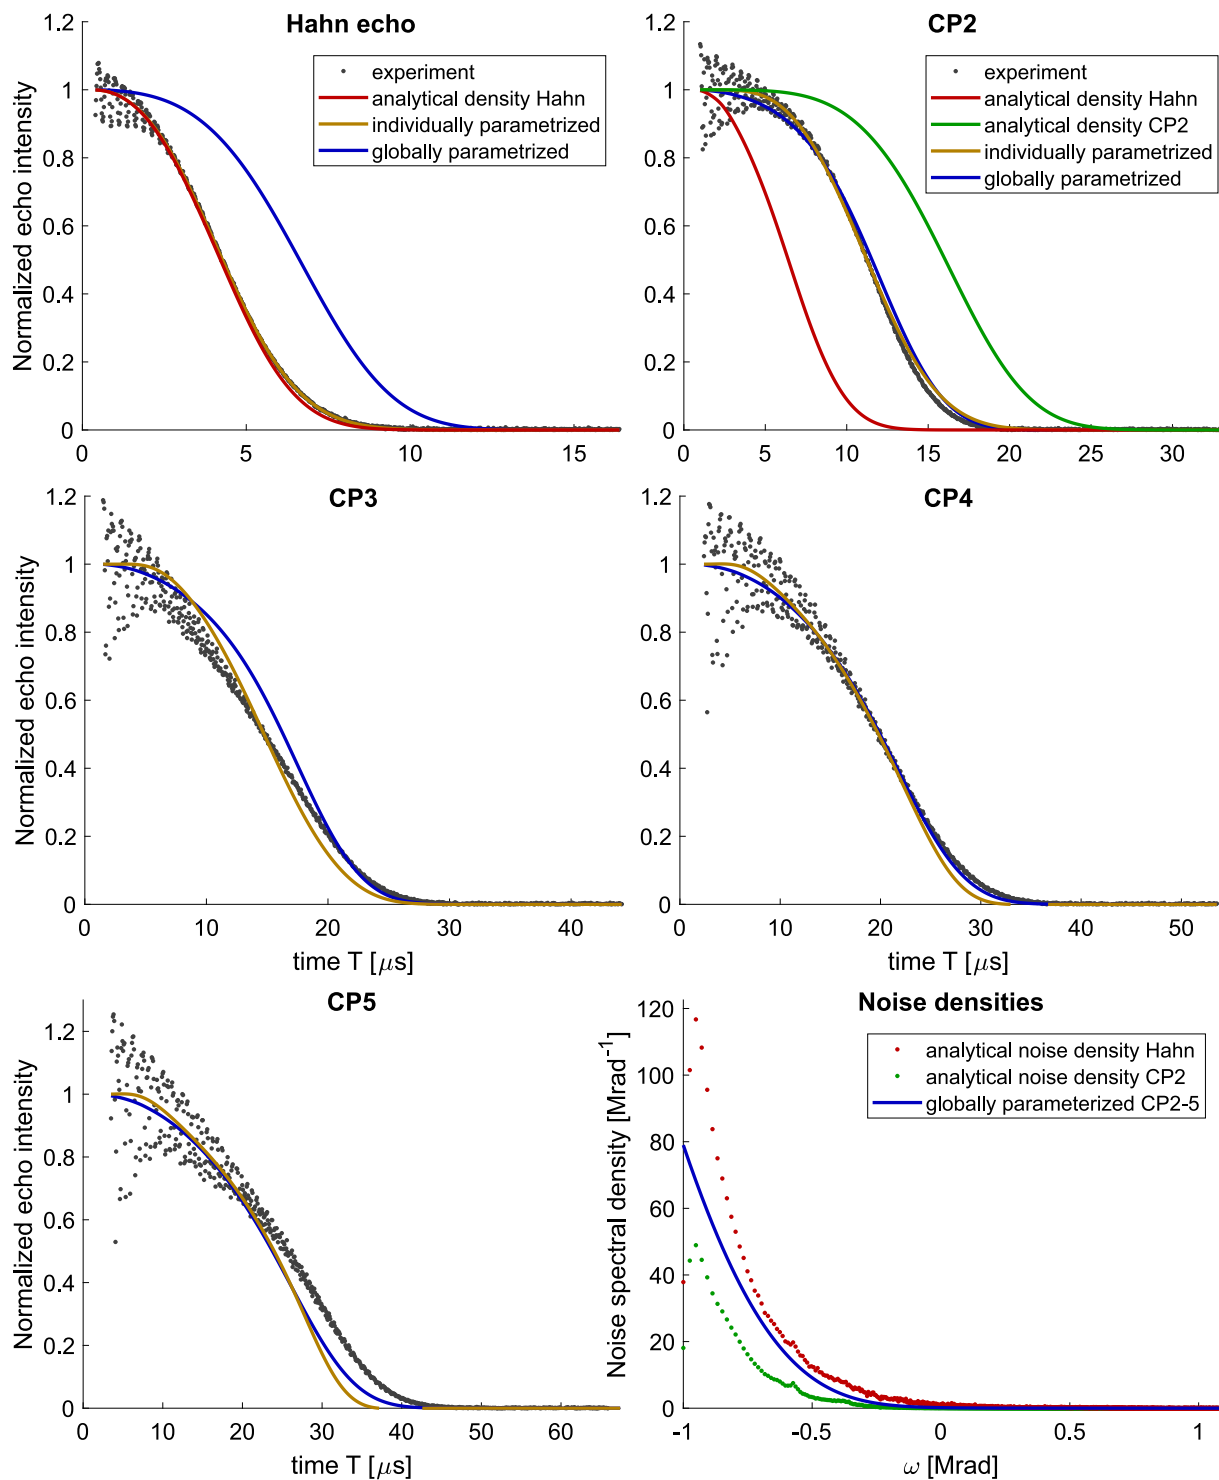 Hahn echo
Normalized echo intensity
1.2
1
0.8
0.6
0.4
0.2
0
experiment
analytical density Hahn
individually parametrized
globally parametrized
0 5 10 15
CP2
Normalized echo intensity
1.2
1
0.8
0.6
0.4
0.2
0
experiment
analytical density Hahn
analytical density CP2
individually parametrized
globally parametrized
0 5 10 15 20 25 30
CP3
Normalized echo intensity
1.2
1
0.8
0.6
0.4
0.2
0
0 10 20 30 40
time T [μs]
CP4
Normalized echo intensity
1.2
1
0.8
0.6
0.4
0.2
0
0 10 20 30 40 50
time T [μs]
CP5
Normalized echo intensity
1.2
1
0.8
0.6
0.4
0.2
0
0 10 20 30 40 50 60
time T [μs]
Noise densities
Noise spectral density [Mrad⁻¹]
120
100
80
60
40
20
0
analytical noise density Hahn
analytical noise density CP2
globally parameterized CP2-5
-1 -0.5 0 0.5 1
ω [Mrad]